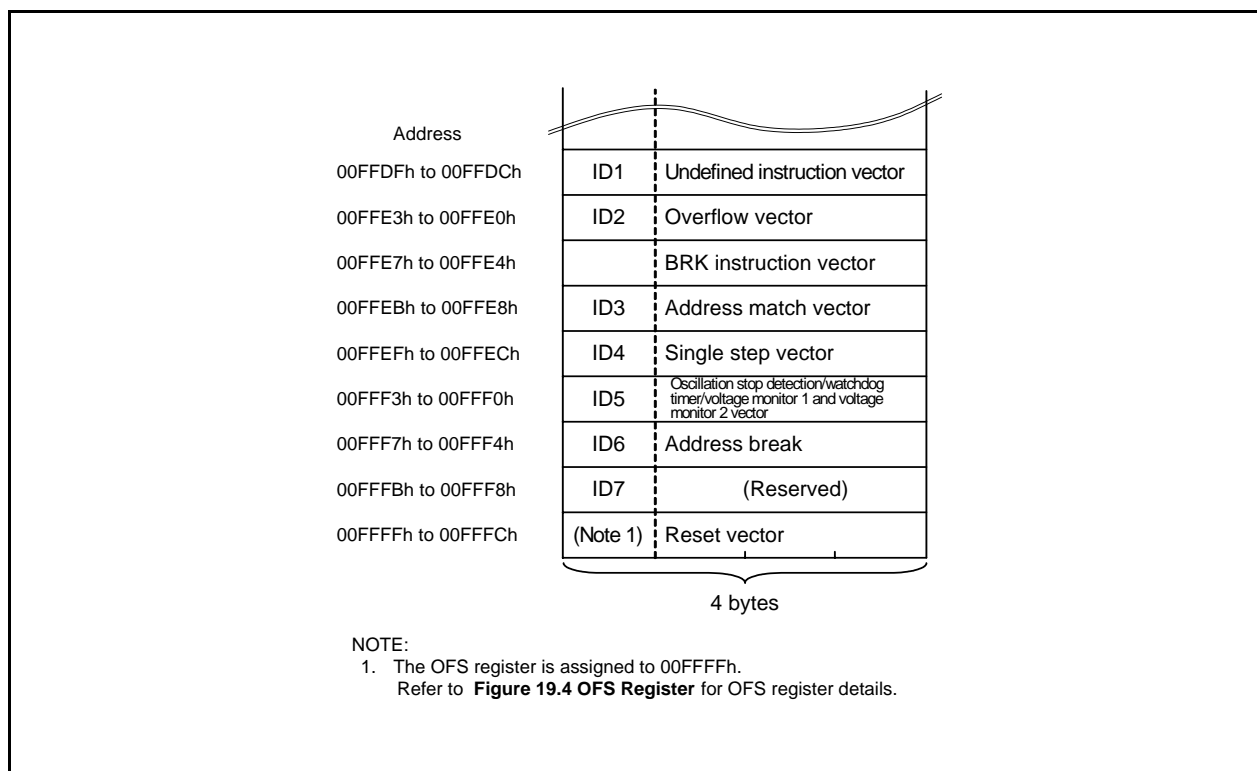 Address
00FFDFh to 00FFDCh ID1 Undefined instruction vector
00FFE3h to 00FFE0h ID2 Overflow vector
00FFE7h to 00FFE4h BRK instruction vector
00FFEBh to 00FFE8h ID3 Address match vector
00FFEFh to 00FFECh ID4 Single step vector
00FFF3h to 00FFF0h ID5 Oscillation stop detection/watchdog
timer/voltage monitor 1 and voltage
monitor 2 vector
00FFF7h to 00FFF4h ID6 Address break
00FFFBh to 00FFF8h ID7 (Reserved)
00FFFFh to 00FFFCh (Note 1) Reset vector
4 bytes
NOTE:
1. The OFS register is assigned to 00FFFFh.
Refer to Figure 19.4 OFS Register for OFS register details.